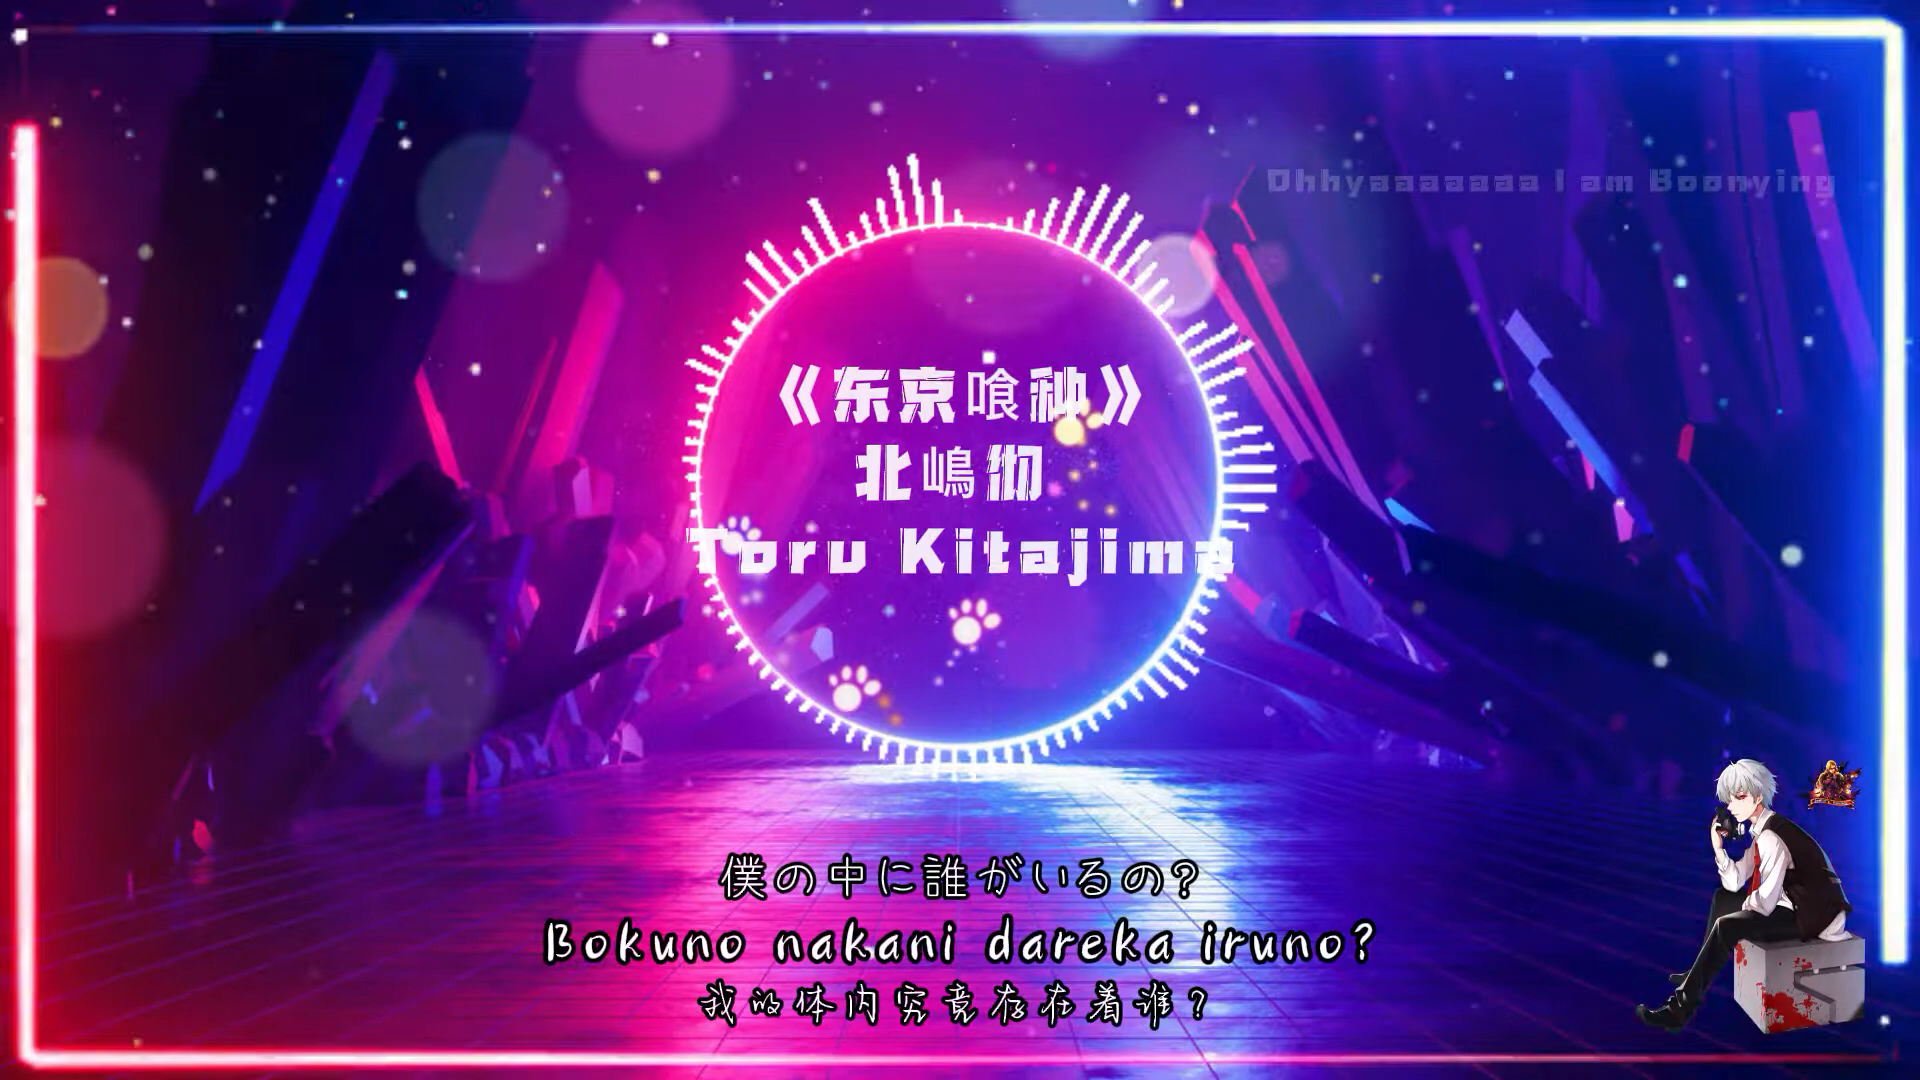 Ohhyaaaaaaa I am Boonying
《东京喰种》
北嶋彻
Toru Kitajima
僕の中に誰がいるの?
Bokuno nakani dareka iruno?
我的体内究竟存在着谁？